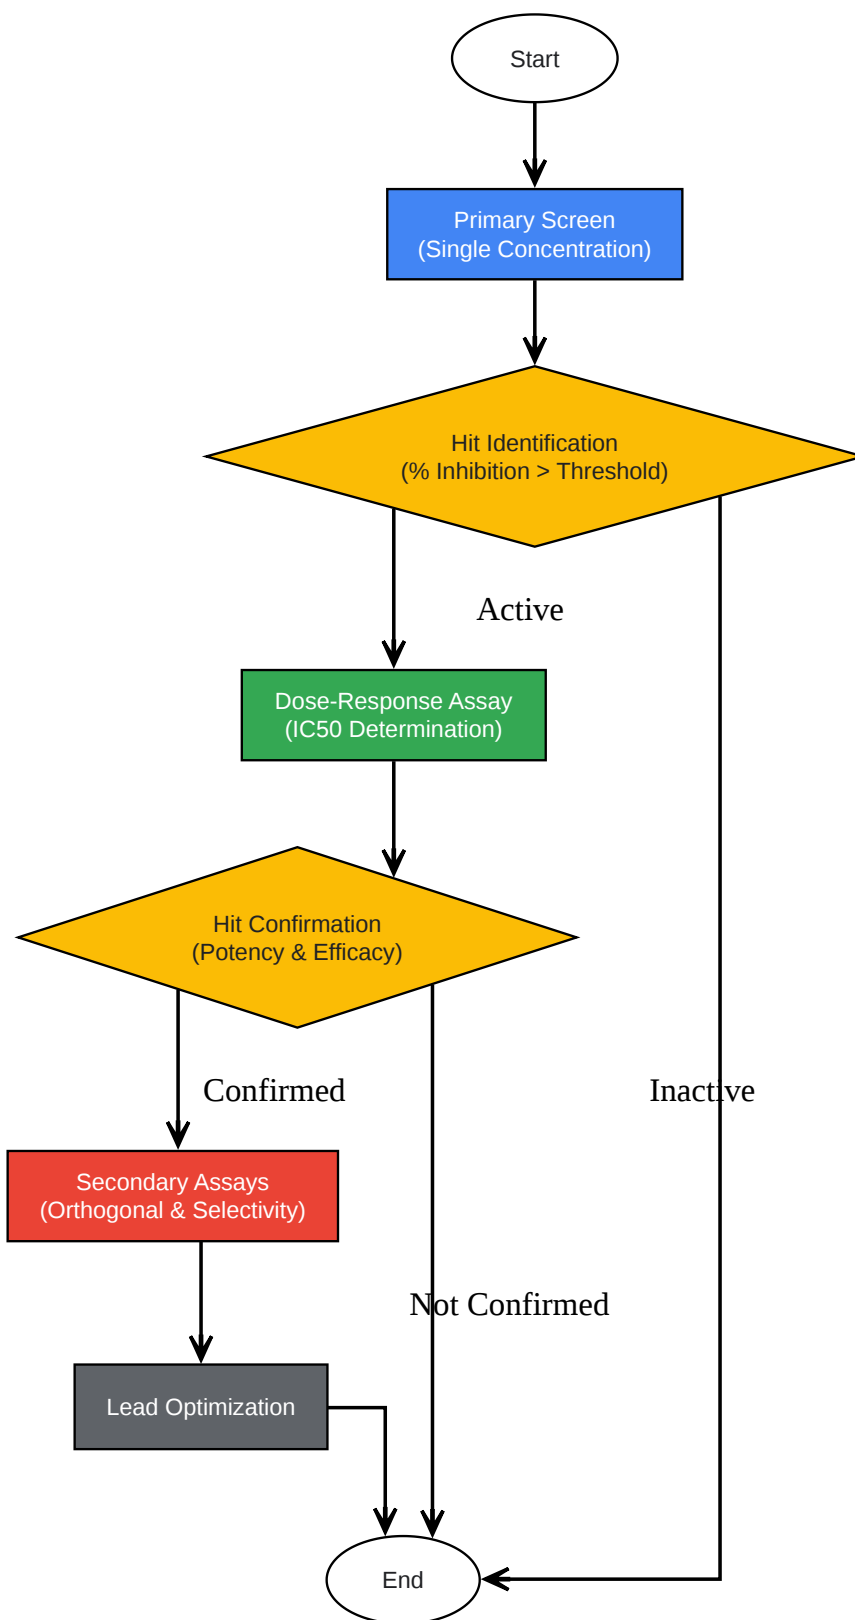 Start
Primary Screen
(Single Concentration)
Hit Identification
(% Inhibition > Threshold)
Active
Dose-Response Assay
(IC50 Determination)
Hit Confirmation
(Potency & Efficacy)
Confirmed
Inactive
Secondary Assays
(Orthogonal & Selectivity)
Not Confirmed
Lead Optimization
End